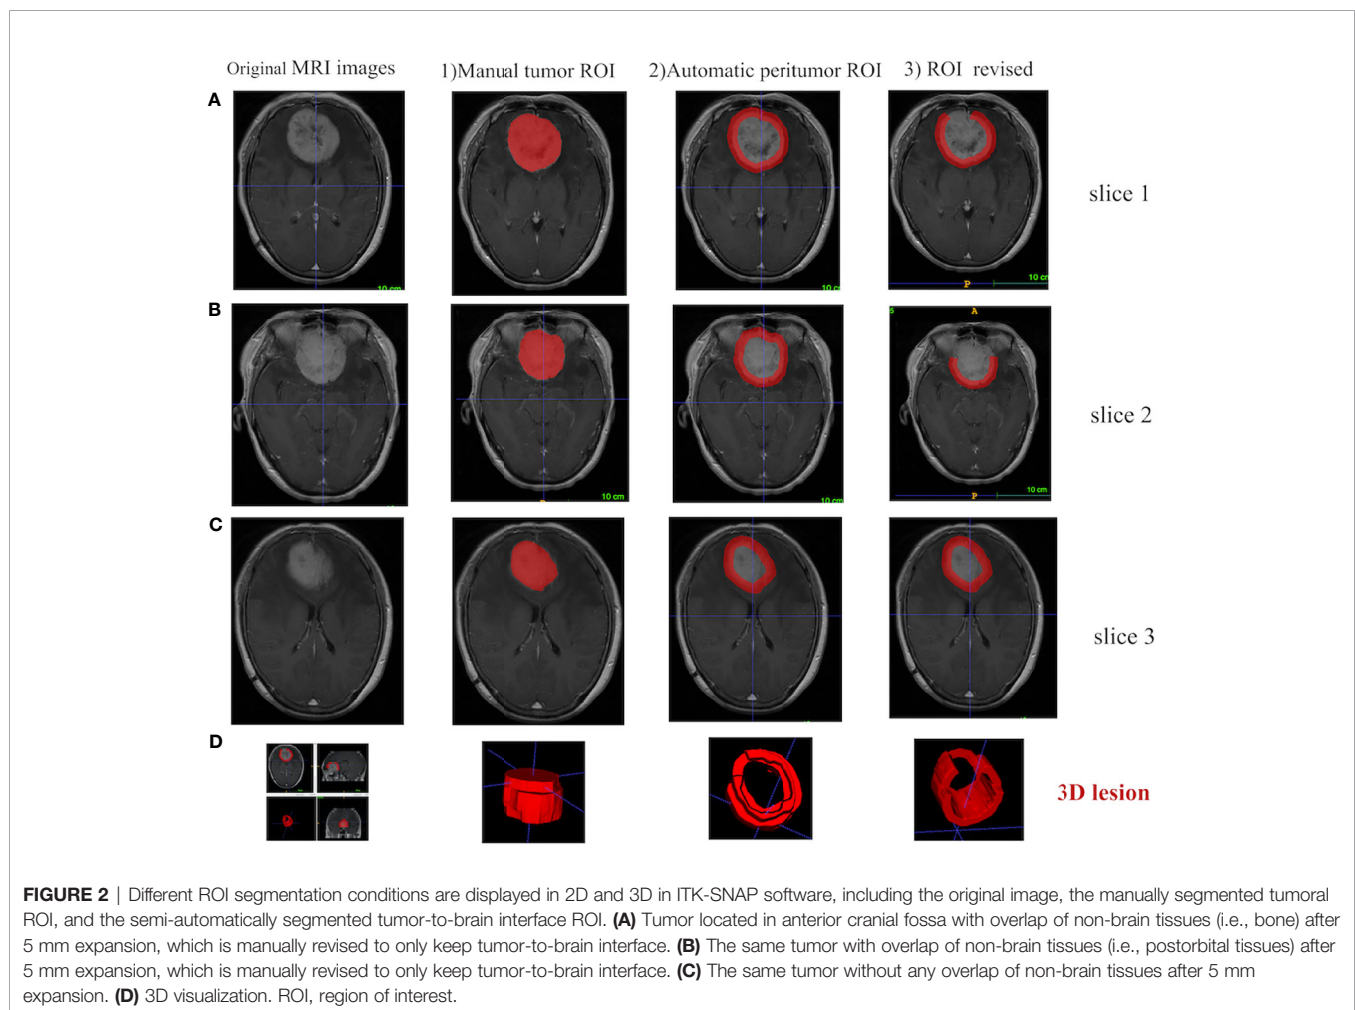 Original MRI images
1)Manual tumor ROI
2)Automatic peritumor ROI
3) ROI revised
A
10 cm
10 cm
P
10 cm
slice 1
B
10 cm
10 cm
A
P
10 cm
slice 2
C
slice 3
D
3D lesion
FIGURE 2 | Different ROI segmentation conditions are displayed in 2D and 3D in ITK-SNAP software, including the original image, the manually segmented tumoral
ROI, and the semi-automatically segmented tumor-to-brain interface ROI. (A) Tumor located in anterior cranial fossa with overlap of non-brain tissues (i.e., bone) after
5 mm expansion, which is manually revised to only keep tumor-to-brain interface. (B) The same tumor with overlap of non-brain tissues (i.e., postorbital tissues) after
5 mm expansion, which is manually revised to only keep tumor-to-brain interface. (C) The same tumor without any overlap of non-brain tissues after 5 mm
expansion. (D) 3D visualization. ROI, region of interest.